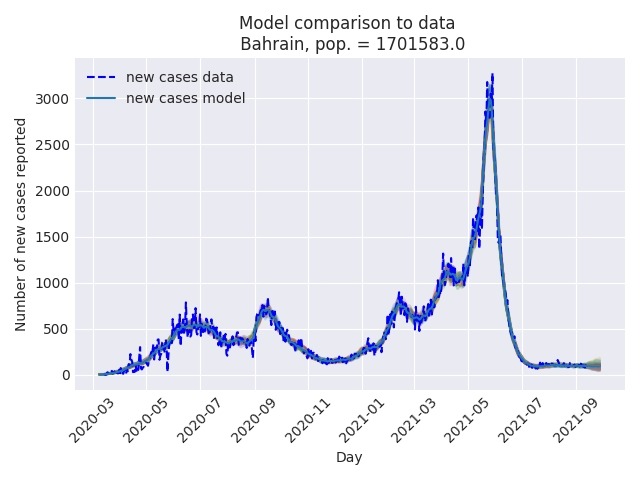 Model comparison to data
Bahrain, pop. = 1701583.0
new cases data
new cases model
Number of new cases reported
3000
2500
2000
1500
1000
500
0
2020-03
2020-05
2020-07
2020-09
2020-11
2021-01
2021-03
2021-05
2021-07
2021-09
Day